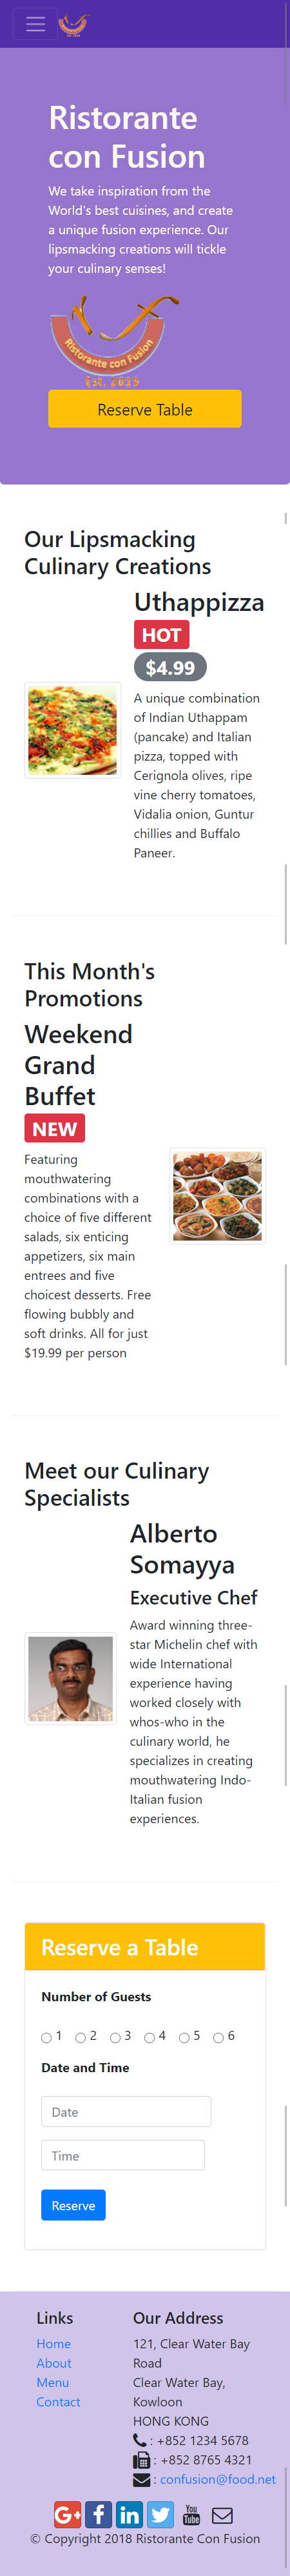 Ristorante
con Fusion
We take inspiration from the
World's best cuisines, and create
a unique fusion experience. Our
lipsmacking creations will tickle
your culinary senses!
Ristorante con Fusion
Reserve Table
Our Lipsmacking
Culinary Creations
Uthappizza
HOT
$4.99
A unique combination
of Indian Uthappam
(pancake) and Italian
pizza, topped with
Cerignola olives, ripe
vine cherry tomatoes,
Vidalia onion, Guntur
chillies and Buffalo
Paneer.
This Month's
Promotions
Weekend
Grand
Buffet
NEW
Featuring
mouthwatering
combinations with a
choice of five different
salads, six enticing
appetizers, six main
entrees and five
choicest desserts. Free
flowing bubbly and
soft drinks. All for just
$19.99 per person
Meet our Culinary
Specialists
Alberto
Somayya
Executive Chef
Award winning three-
star Michelin chef with
wide International
experience having
worked closely with
whos-who in the
culinary world, he
specializes in creating
mouthwatering Indo-
Italian fusion
experiences.
Reserve a Table
Number of Guests
1 2 3 4 5 6
Date and Time
Date
Time
Reserve
Links
Home
About
Menu
Contact
Our Address
121, Clear Water Bay
Road
Clear Water Bay,
Kowloon
HONG KONG
: +852 1234 5678
: +852 8765 4321
: confusion@food.net
G+ f in You Tube
© Copyright 2018 Ristorante Con Fusion